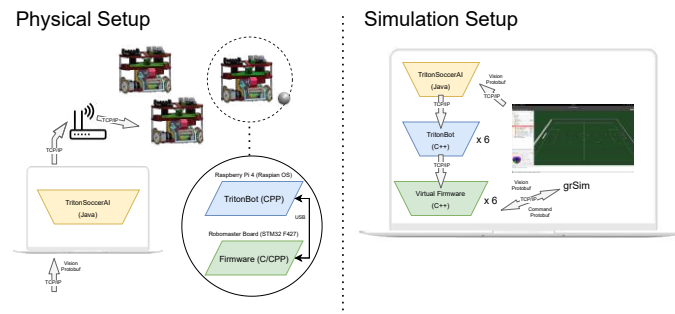 Physical Setup
TCP/IP
TCP/IP
TritonSoccerAI
(Java)
Vision
Protobuf
TCP/IP
Raspberry Pi 4 (Raspian OS)
TritonBot (CPP)
USB
Robomaster Board (STM32 F427)
Firmware (C/CPP)
Simulation Setup
TritonSoccerAI
(Java)
Vision
Protobuf
TCP/IP
TCP/IP
TritonBot
(C++)
x 6
TCP/IP
Virtual Firmware
(C++)
x 6
Vision
Protobuf
TCP/IP
Command
Protobuf
grSim